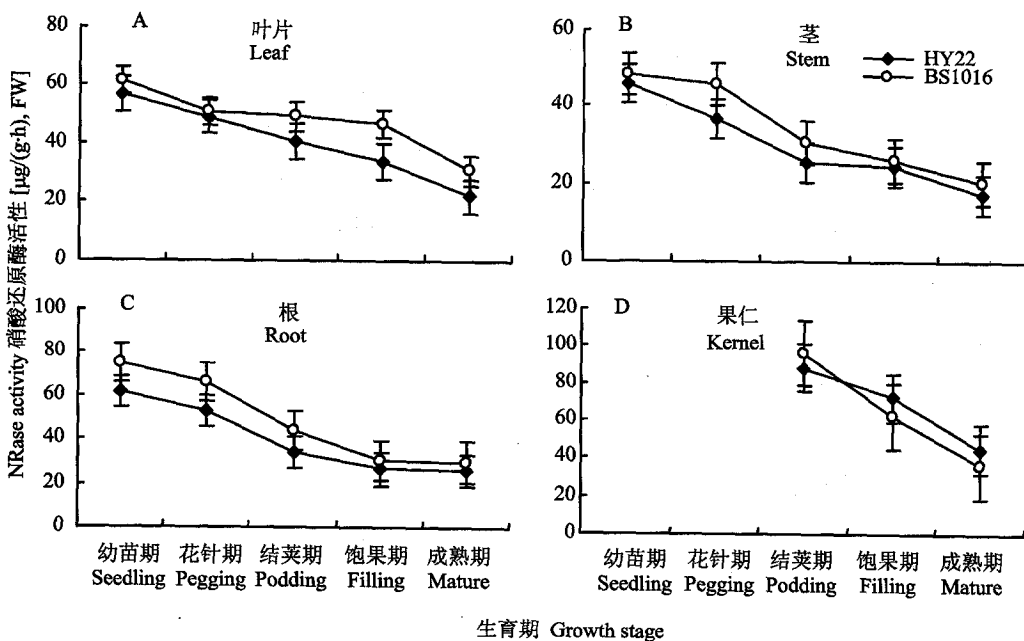 NRase activity 硝酸还原酶活性 [μg/(g·h), FW]
A
叶片
Leaf
80
60
40
20
0
B
茎
Stem
HY22
BS1016
60
40
20
0
C
根
Root
100
80
60
40
20
0
D
果仁
Kernel
120
100
80
60
40
20
0
幼苗期 花针期 结荚期 饱果期 成熟期
Seedling Pegging Podding Filling Mature
幼苗期 花针期 结荚期 饱果期 成熟期
Seedling Pegging Podding Filling Mature
生育期 Growth stage